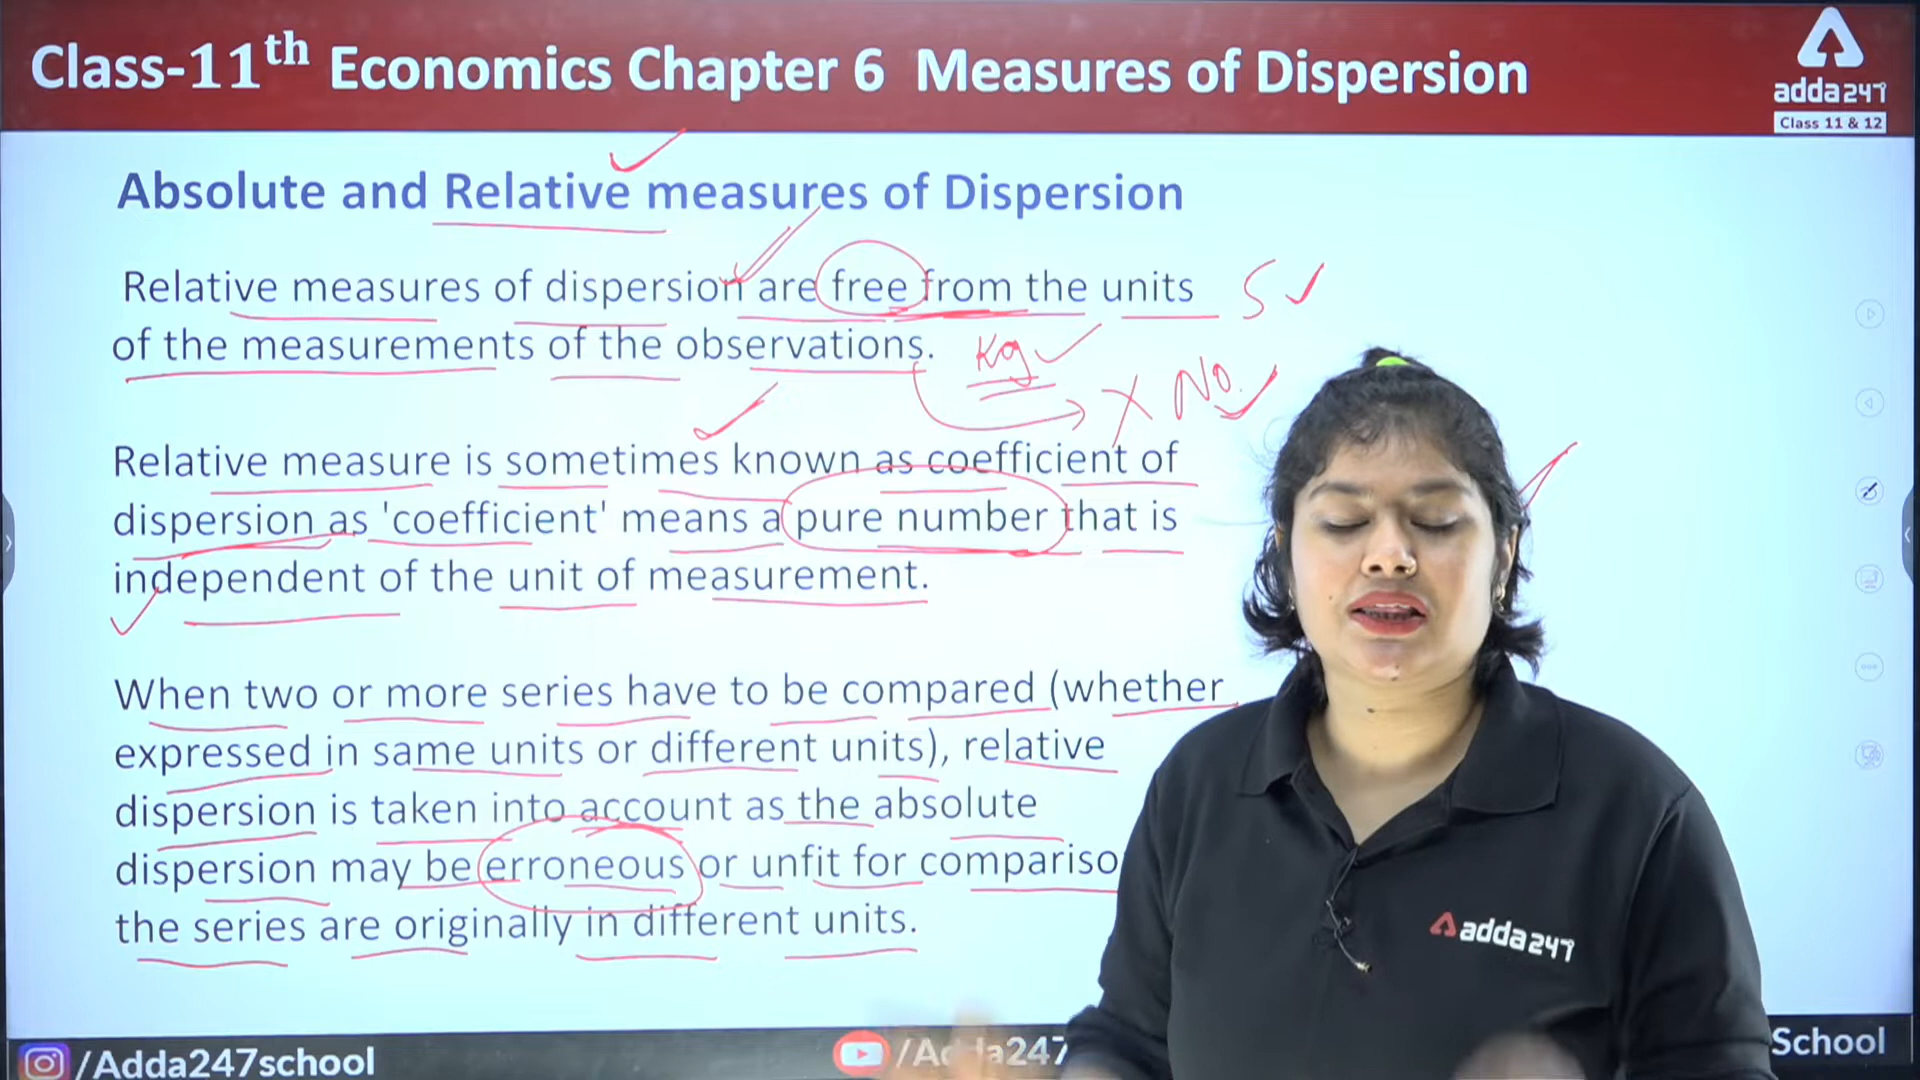 Class-11th Economics Chapter 6 Measures of Dispersion
adda247
Class 11 & 12
Absolute and Relative measures of Dispersion
Relative measures of dispersion are free from the units
5
of the measurements of the observations.
Kg
X No.
Relative measure is sometimes known as coefficient of
dispersion as 'coefficient' means a pure number that is
independent of the unit of measurement.
When two or more series have to be compared (whether
expressed in same units or different units), relative
dispersion is taken into account as the absolute
dispersion may be erroneous or unfit for compariso
the series are originally in different units.
adda247
/Adda247school
/Adda247
School